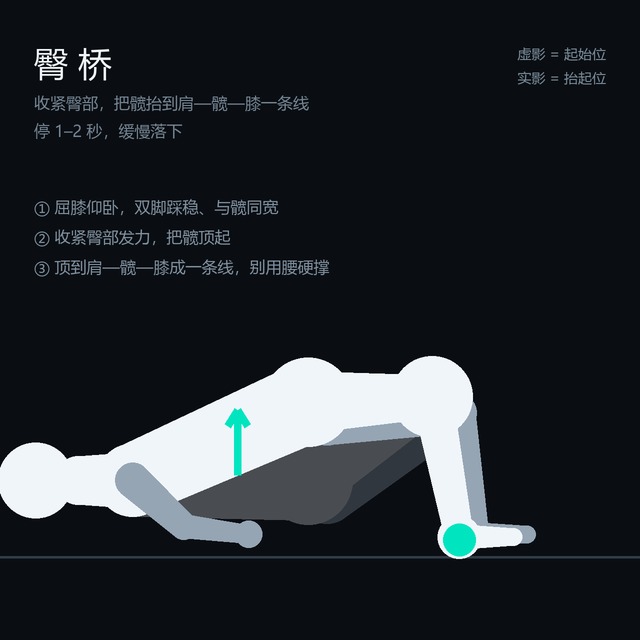 臀桥
虚影 = 起始位
实影 = 抬起位
收紧臀部，把髋抬到肩—髋—膝一条线
停 1–2 秒，缓慢落下
① 屈膝仰卧，双脚踩稳、与髋同宽
② 收紧臀部发力，把髋顶起
③ 顶到肩—髋—膝成一条线，别用腰硬撑